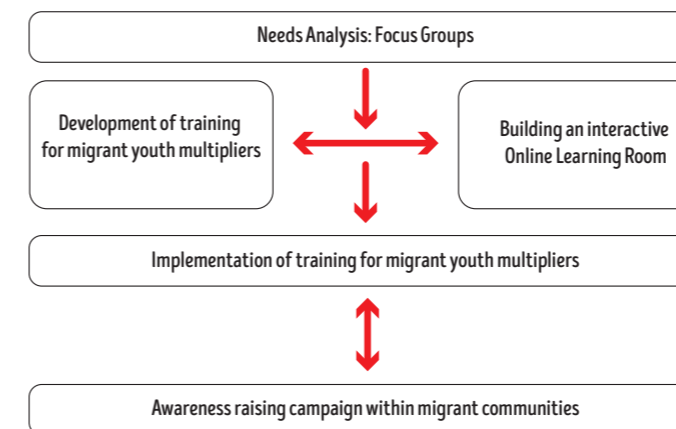 Needs Analysis: Focus Groups
Development of training
for migrant youth multipliers
Building an interactive
Online Learning Room
Implementation of training for migrant youth multipliers
Awareness raising campaign within migrant communities